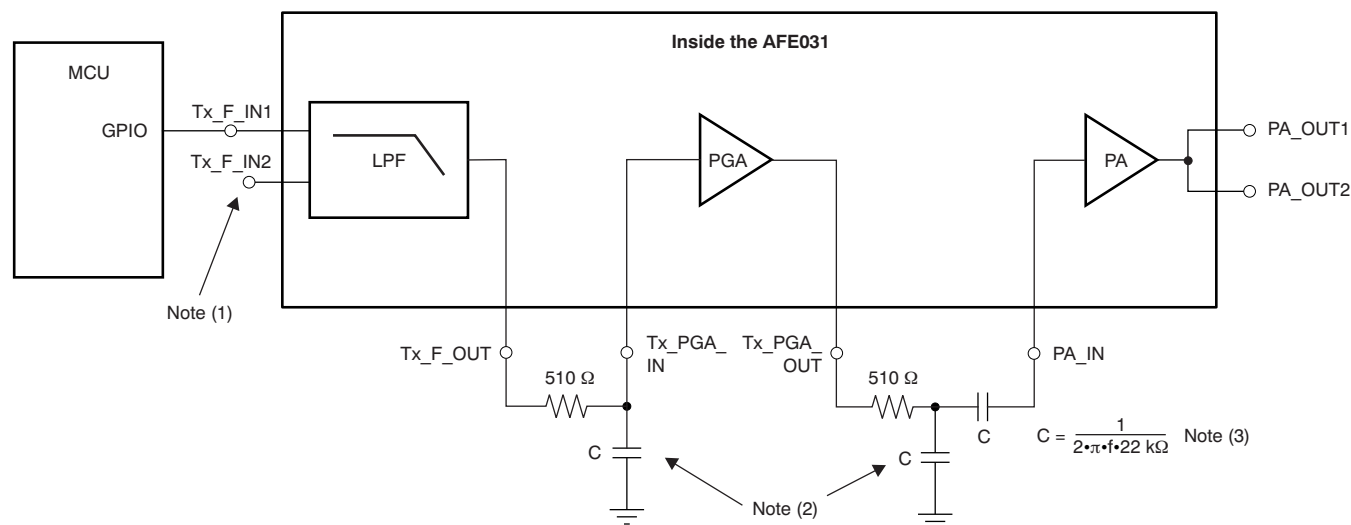 Inside the AFE031
MCU
GPIO
Tx_F_IN1
Tx_F_IN2
LPF
PGA
PA
PA_OUT1
PA_OUT2
Note (1)
Tx_F_OUT
Tx_PGA_
IN
Tx_PGA_
OUT
PA_IN
510 Ω
510 Ω
C
C
C
C = 1 / 2•π•f•22 kΩ Note (3)
Note (2)